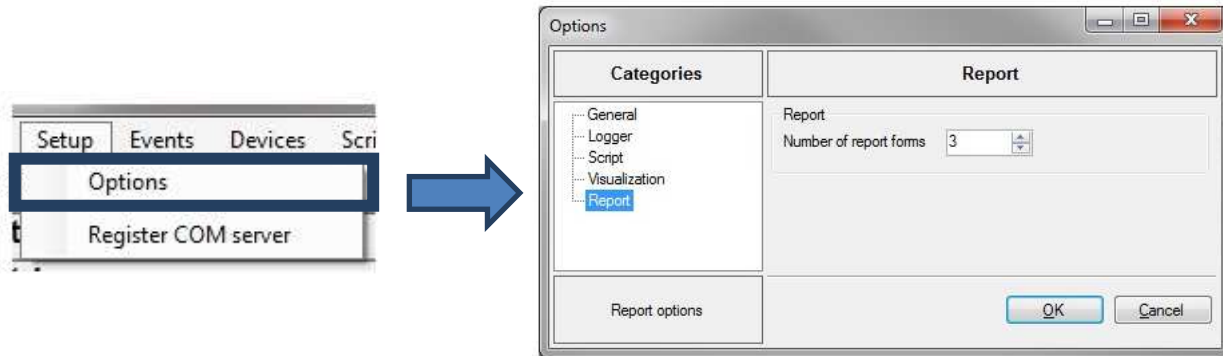 Setup Events Devices Scri
Options
Register COM server
Options
Categories
General
Logger
Script
Visualization
Report
Report options
Report
Report
Number of report forms 3
OK Cancel